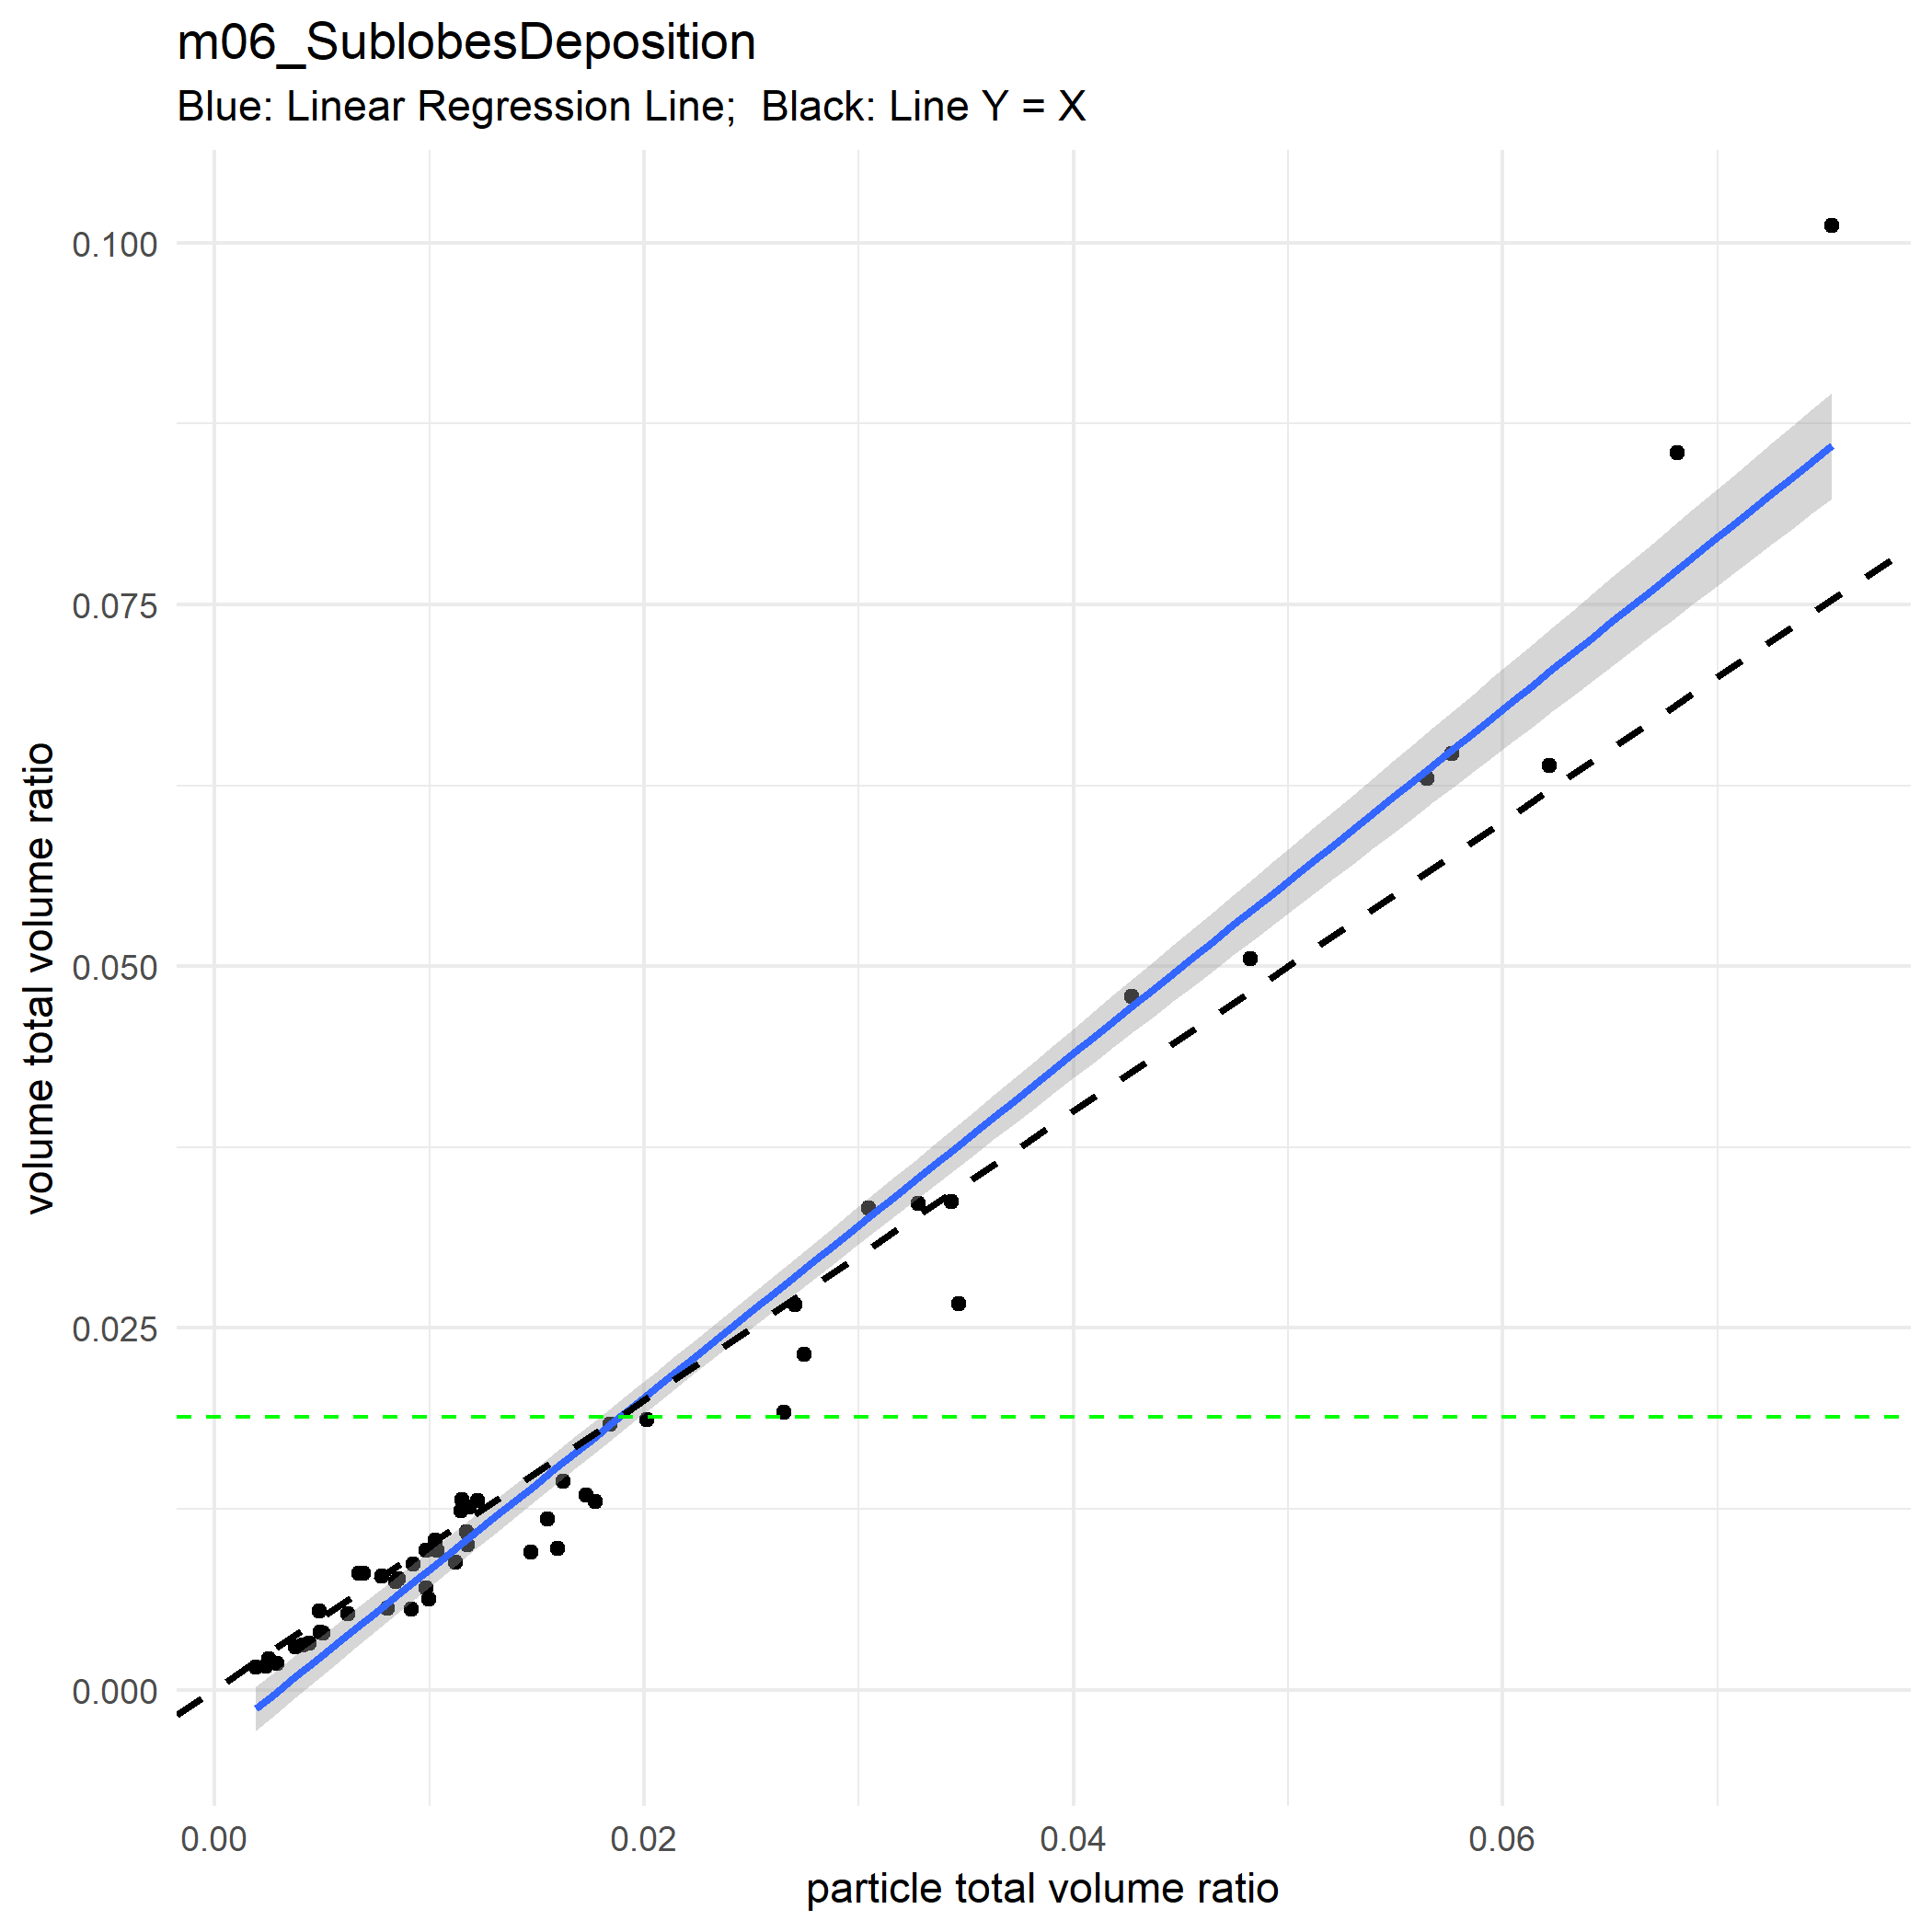 m06_SublobesDeposition
Blue: Linear Regression Line;  Black: Line Y = X
0.100
0.075
0.050
0.025
0.000
volume total volume ratio
0.00
0.02
0.04
0.06
particle total volume ratio